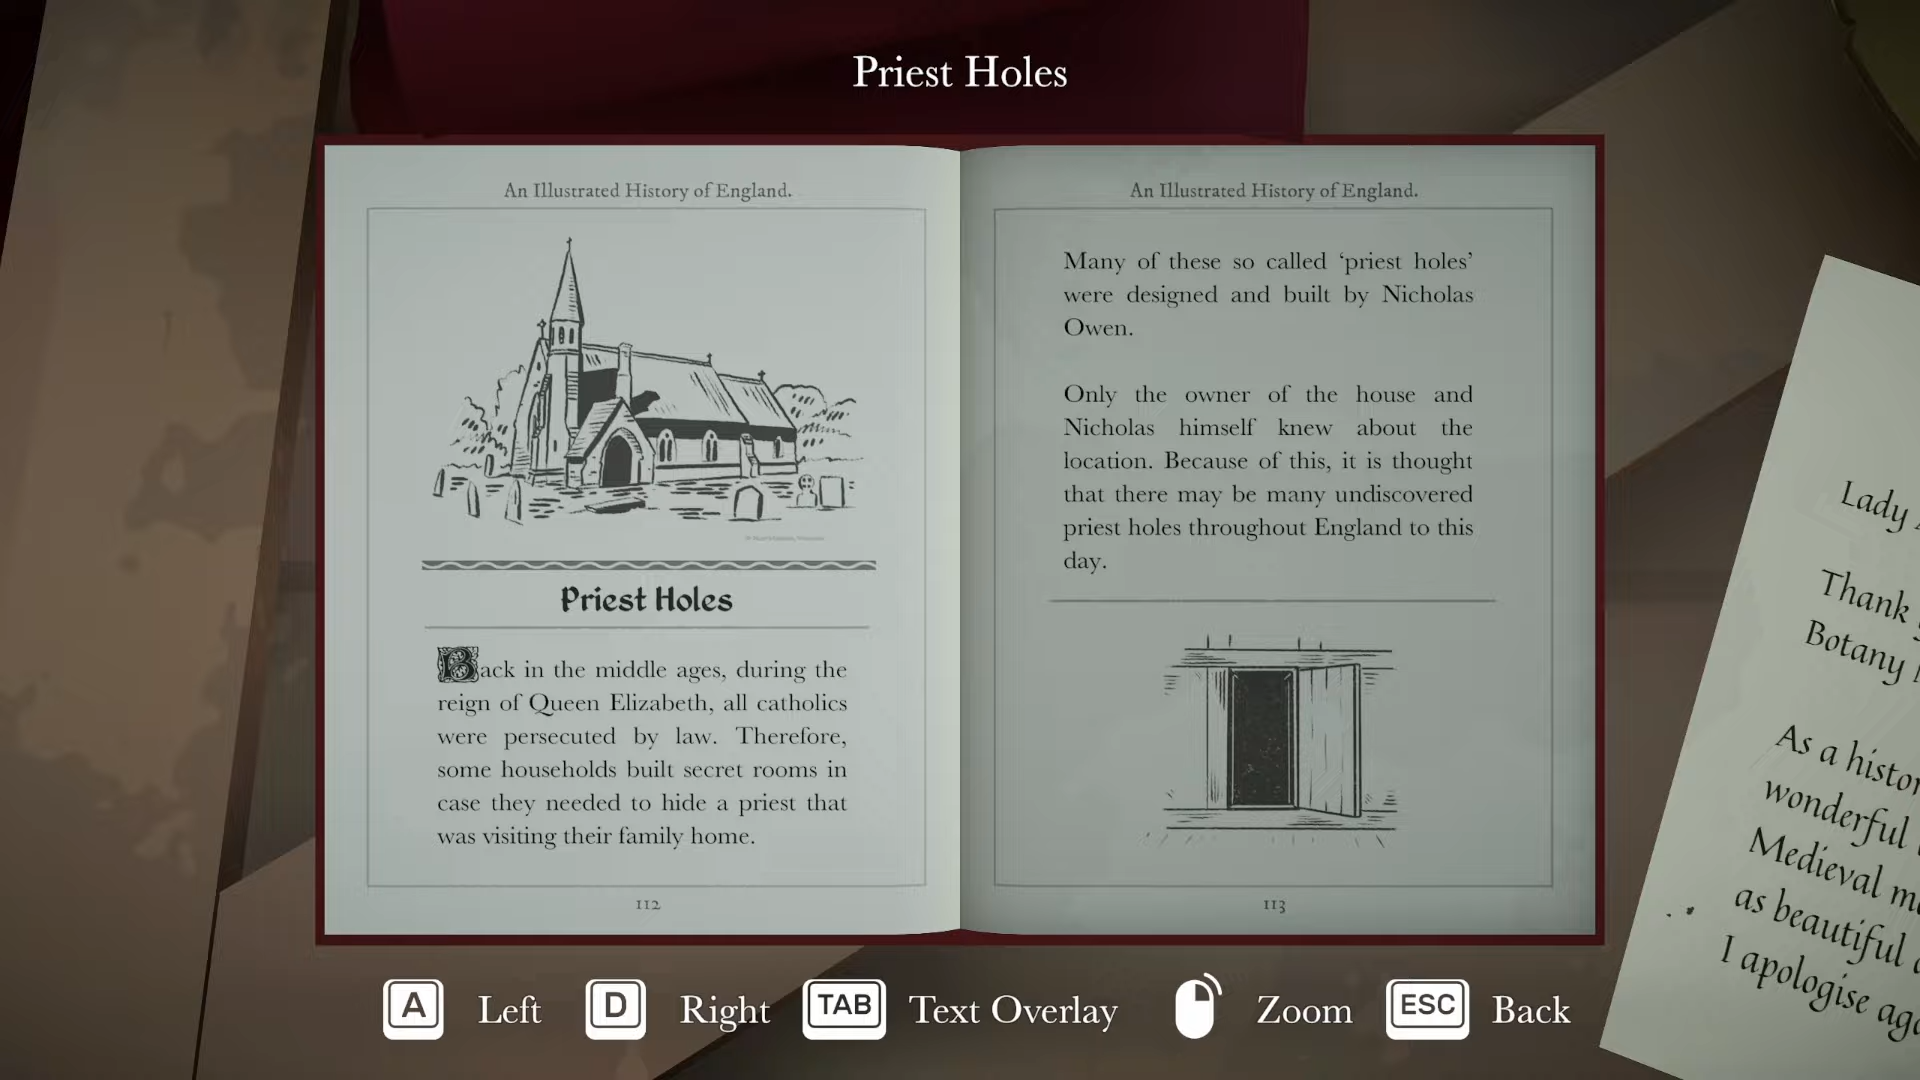 Priest Holes
An Illustrated History of England.
Priest Holes
Back in the middle ages, during the
reign of Queen Elizabeth, all catholics
were persecuted by law. Therefore,
some households built secret rooms in
case they needed to hide a priest that
was visiting their family home.
112
An Illustrated History of England.
Many of these so called ‘priest holes’
were designed and built by Nicholas
Owen.
Only the owner of the house and
Nicholas himself knew about the
location. Because of this, it is thought
that there may be many undiscovered
priest holes throughout England to this
day.
113
Lady
Thank
Botany
As a
wonderful
Medieval
as beautiful
I apologise
A Left D Right TAB Text Overlay Zoom ESC Back